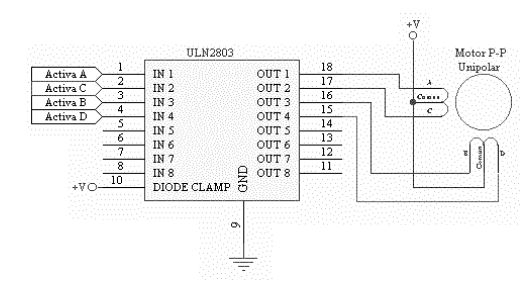 +V
Motor P-P
Unipolar
ULN2803
Activa A 1 IN 1 OUT 1 18 A
Activa C 2 IN 2 OUT 2 17 Comun
Activa B 3 IN 3 OUT 3 16 C
Activa D 4 IN 4 OUT 4 15
5 IN 5 OUT 5 14
6 IN 6 OUT 6 13
7 IN 7 OUT 7 12
8 IN 8 OUT 8 11
+V 10 DIODE CLAMP
GND
9
B
Comun
D